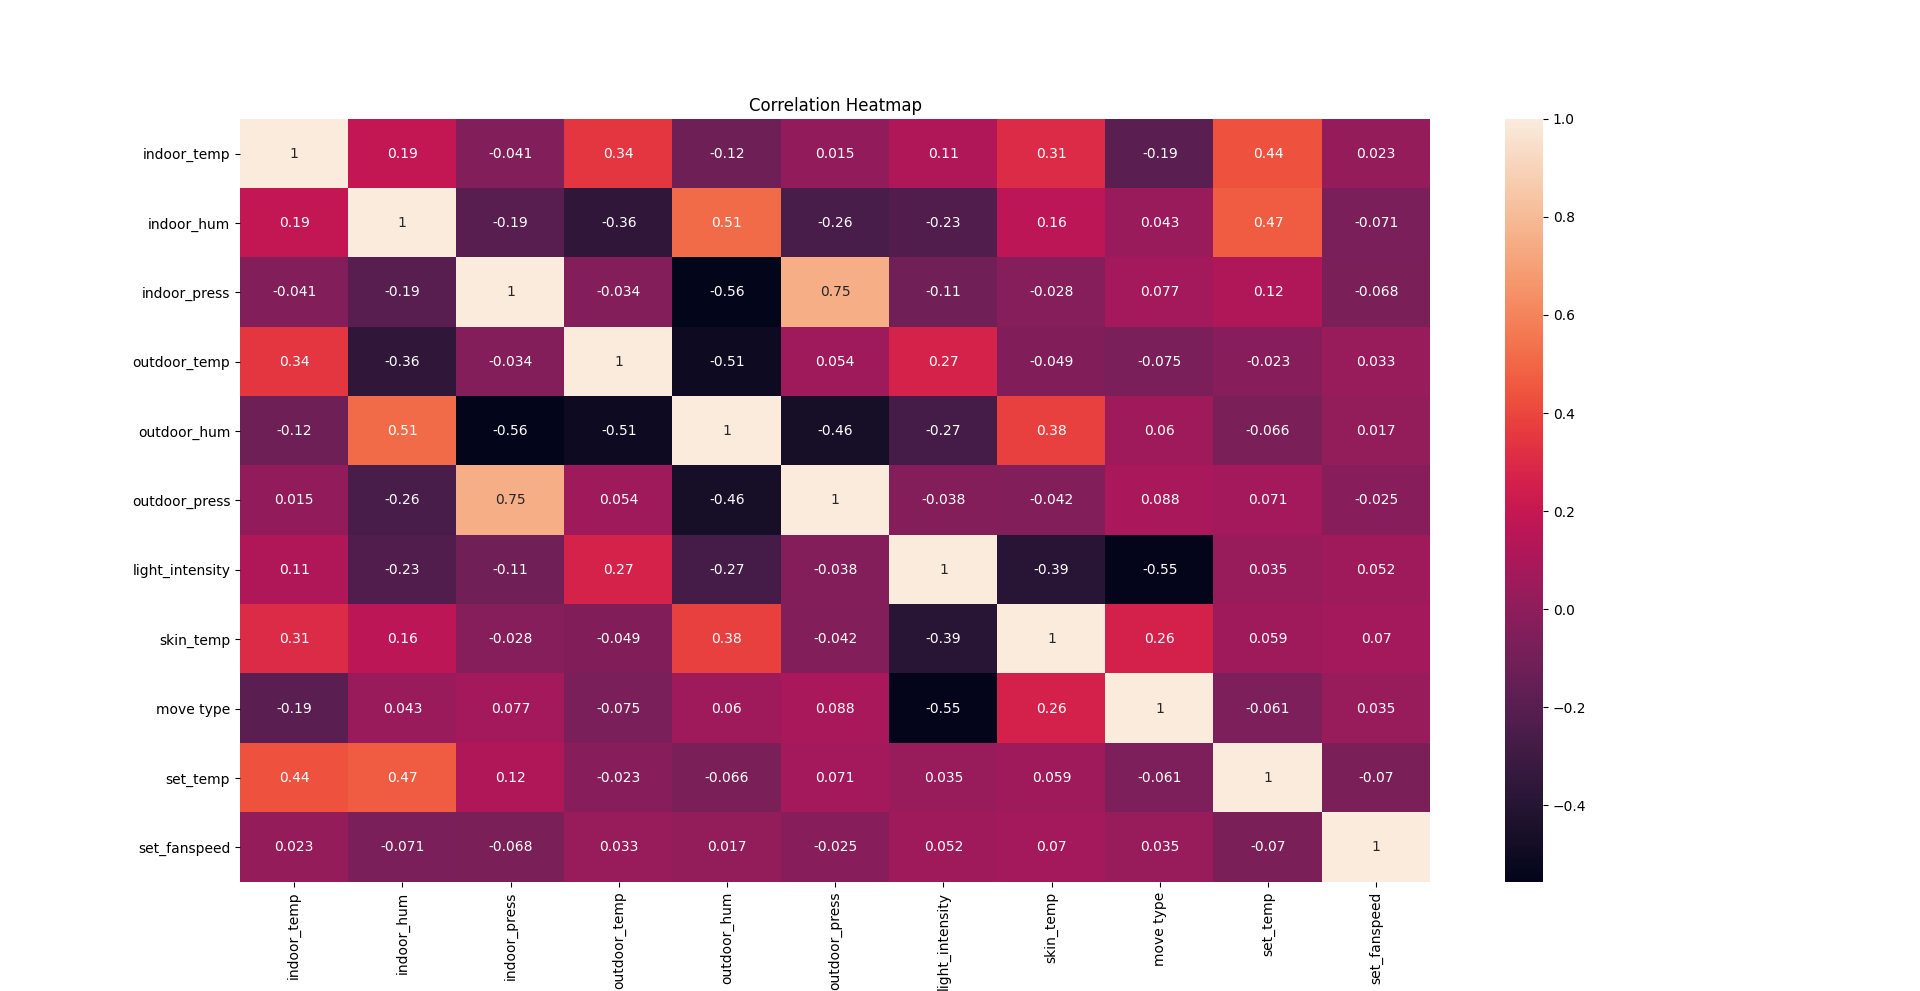 Correlation Heatmap
indoor_temp 1 0.19 -0.041 0.34 -0.12 0.015 0.11 0.31 -0.19 0.44 0.023
indoor_hum 0.19 1 -0.19 -0.36 0.51 -0.26 -0.23 0.16 0.043 0.47 -0.071
indoor_press -0.041 -0.19 1 -0.034 -0.56 0.75 -0.11 -0.028 0.077 0.12 -0.068
outdoor_temp 0.34 -0.36 -0.034 1 -0.51 0.054 0.27 -0.049 -0.075 -0.023 0.033
outdoor_hum -0.12 0.51 -0.56 -0.51 1 -0.46 -0.27 0.38 0.06 -0.066 0.017
outdoor_press 0.015 -0.26 0.75 0.054 -0.46 1 -0.038 -0.042 0.088 0.071 -0.025
light_intensity 0.11 -0.23 -0.11 0.27 -0.27 -0.038 1 -0.39 -0.55 0.035 0.052
skin_temp 0.31 0.16 -0.028 -0.049 0.38 -0.042 -0.39 1 0.26 0.059 0.07
move type -0.19 0.043 0.077 -0.075 0.06 0.088 -0.55 0.26 1 -0.061 0.035
set_temp 0.44 0.47 0.12 -0.023 -0.066 0.071 0.035 0.059 -0.061 1 -0.07
set_fanspeed 0.023 -0.071 -0.068 0.033 0.017 -0.025 0.052 0.07 0.035 -0.07 1
indoor_temp
indoor_hum
indoor_press
outdoor_temp
outdoor_hum
outdoor_press
light_intensity
skin_temp
move type
set_temp
set_fanspeed
1.0
0.8
0.6
0.4
0.2
0.0
−0.2
−0.4